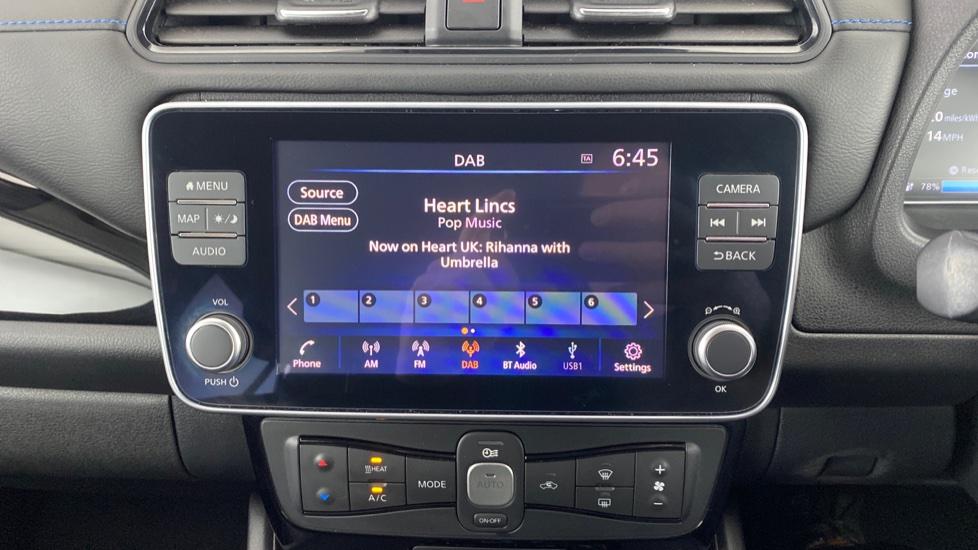 DAB
TA
6:45
Source
DAB Menu
Heart Lincs
Pop Music
Now on Heart UK: Rihanna with
Umbrella
1 2 3 4 5 6
Phone AM FM DAB BT Audio USB1 Settings
MENU
MAP
AUDIO
VOL
PUSH
CAMERA
BACK
OK
HEAT
A/C
MODE
AUTO
ON·OFF
.0 miles/kWh
14 MPH
78%